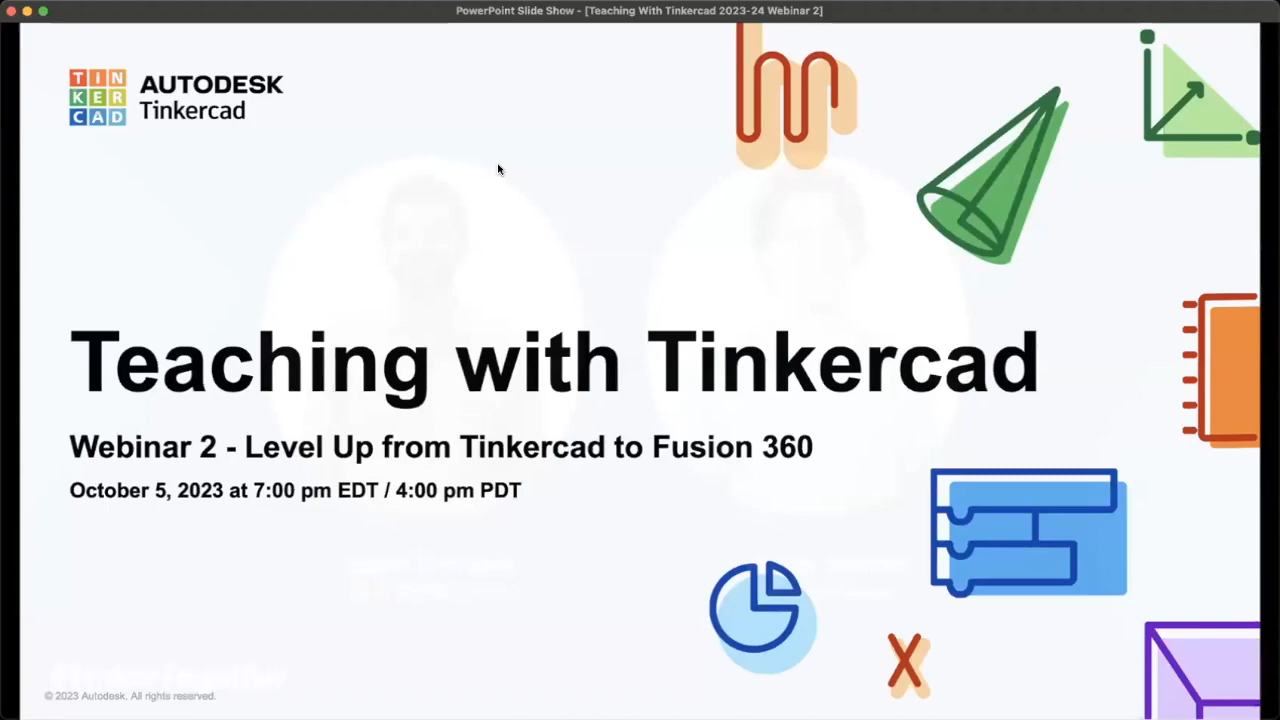 PowerPoint Slide Show - [Teaching With Tinkercad 2023-24 Webinar 2]
TIN
KER
CAD
AUTODESK
Tinkercad
Teaching with Tinkercad
Webinar 2 - Level Up from Tinkercad to Fusion 360
October 5, 2023 at 7:00 pm EDT / 4:00 pm PDT
© 2023 Autodesk. All rights reserved.